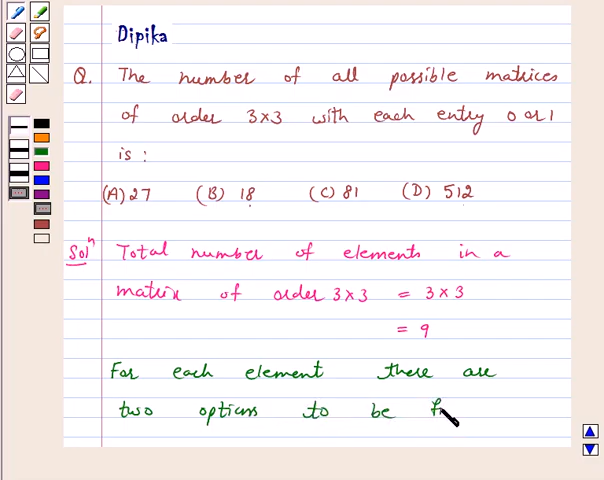 Dipika
Q. The number of all possible matrices
of order 3×3 with each entry 0 or 1
is :
(A) 27 (B) 18 (C) 81 (D) 512
Solⁿ Total number of elements in a
matrix of order 3×3 = 3×3
= 9
For each element there are
two options to be